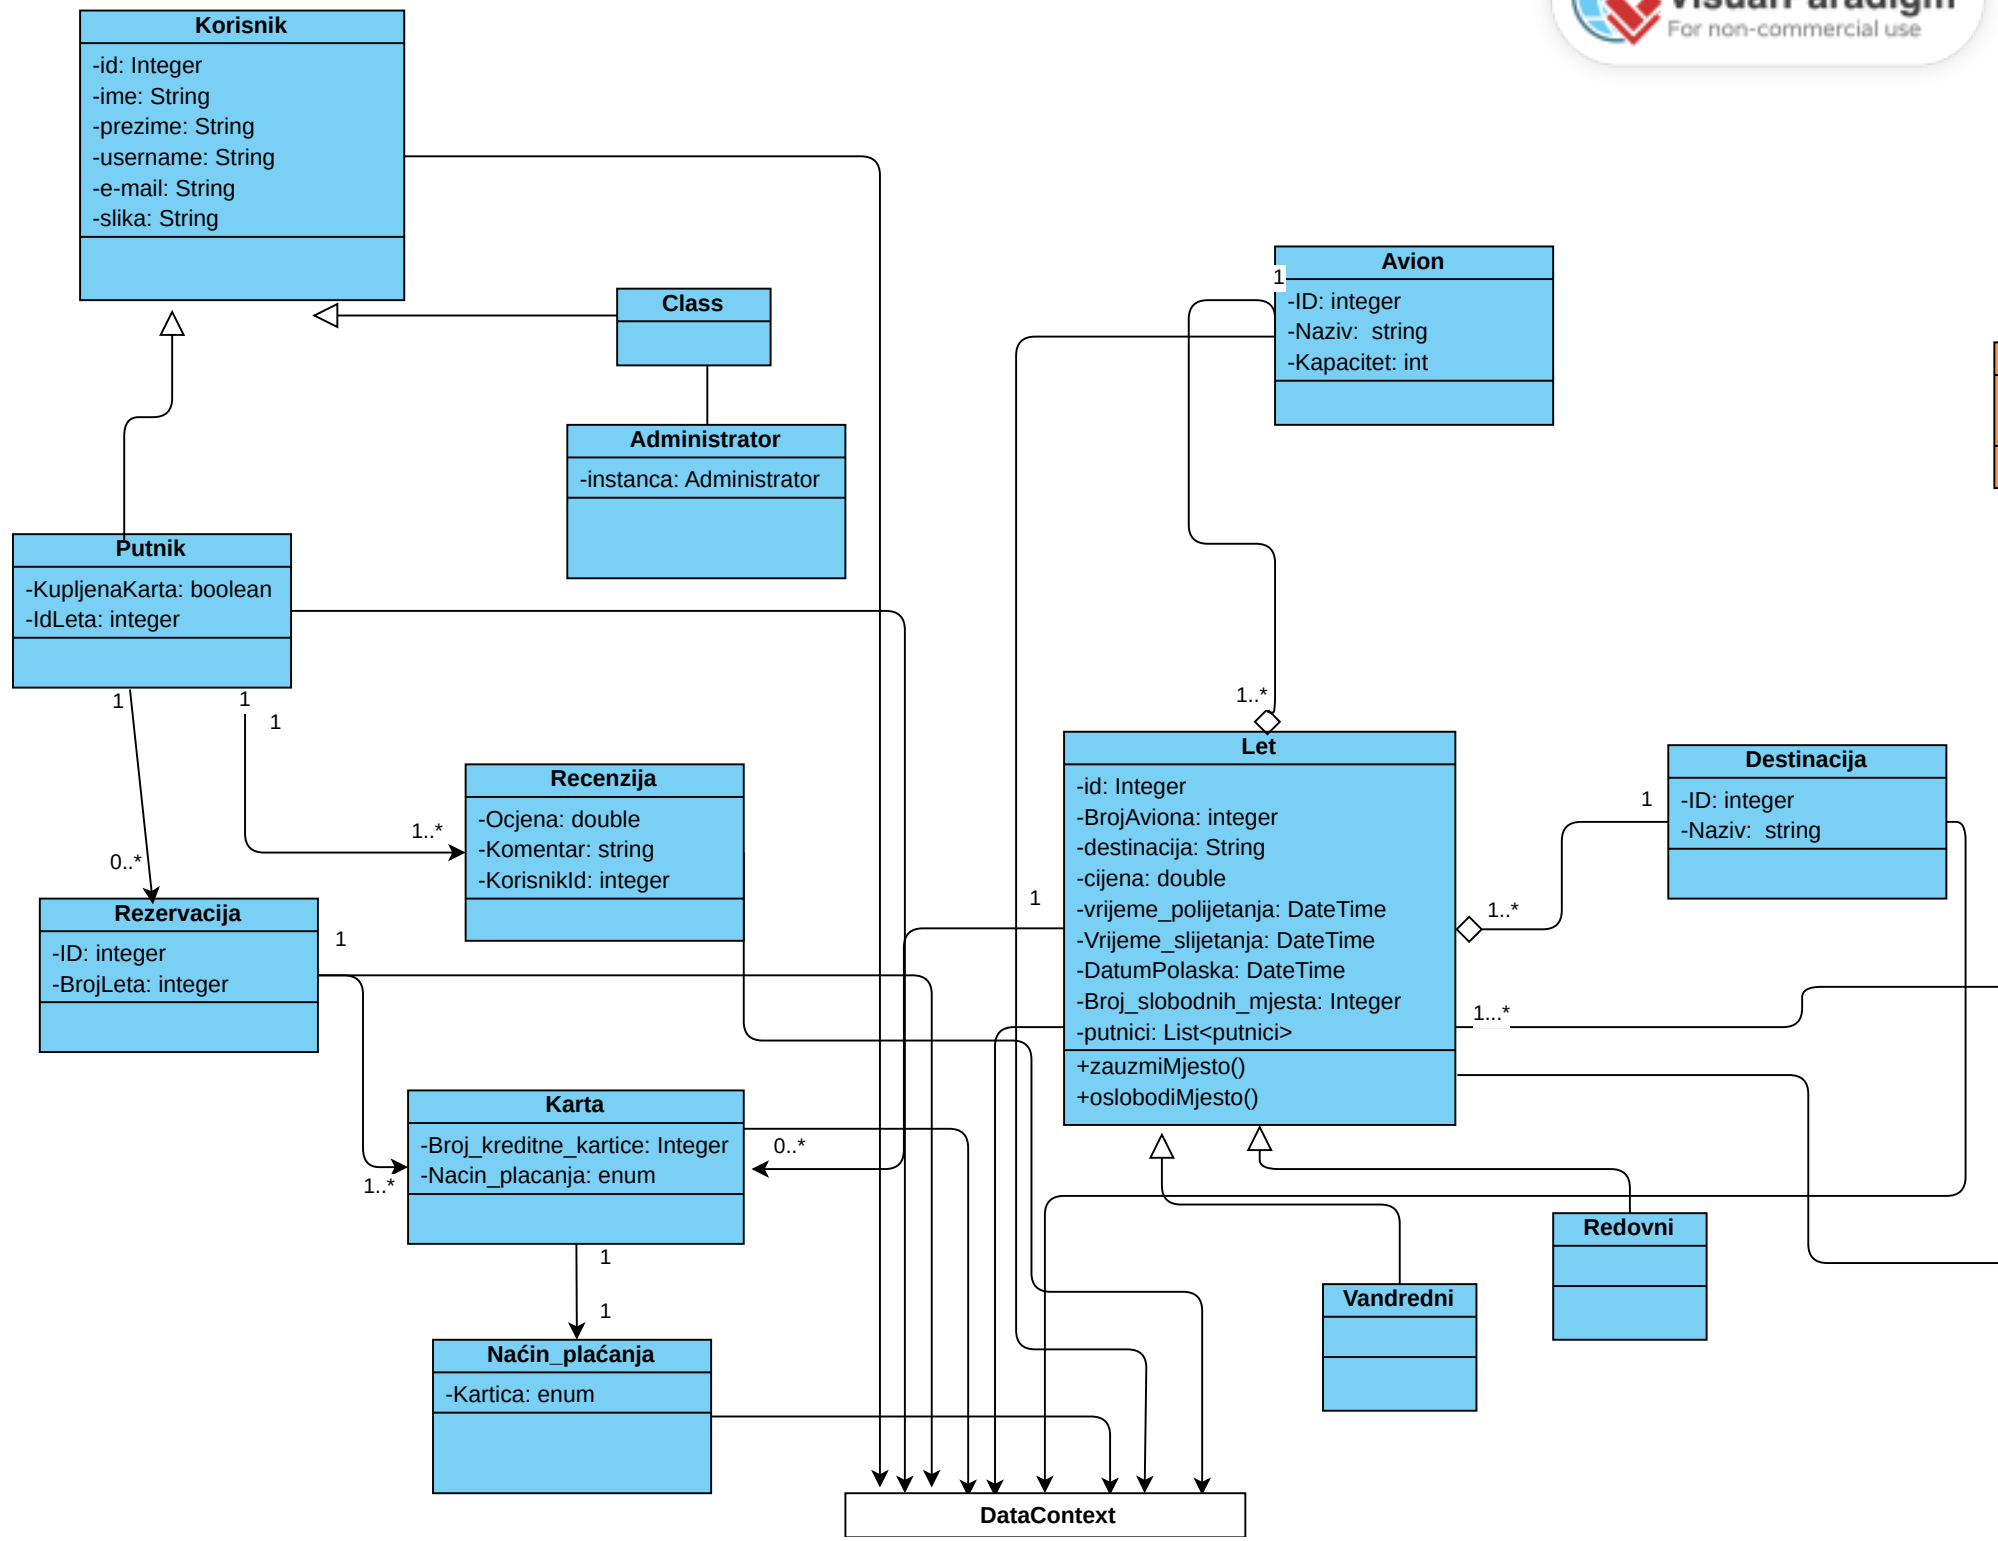 VisualParadigm
For non-commercial use
Korisnik
-id: Integer
-ime: String
-prezime: String
-username: String
-e-mail: String
-slika: String
Class
Administrator
-instanca: Administrator
Avion
1
-ID: integer
-Naziv:  string
-Kapacitet: int
Putnik
-KupljenaKarta: boolean
-IdLeta: integer
1
1
1
0..*
1..*
Recenzija
-Ocjena: double
-Komentar: string
-KorisnikId: integer
Rezervacija
-ID: integer
-BrojLeta: integer
1
1..*
Karta
-Broj_kreditne_kartice: Integer
-Nacin_placanja: enum
0..*
1
1
Naćin_plaćanja
-Kartica: enum
1..*
Let
-id: Integer
-BrojAviona: integer
-destinacija: String
-cijena: double
-vrijeme_polijetanja: DateTime
-Vrijeme_slijetanja: DateTime
-DatumPolaska: DateTime
-Broj_slobodnih_mjesta: Integer
-putnici: List<putnici>
+zauzmiMjesto()
+oslobodiMjesto()
1
1..*
1
1...*
Destinacija
-ID: integer
-Naziv:  string
Redovni
Vandredni
DataContext